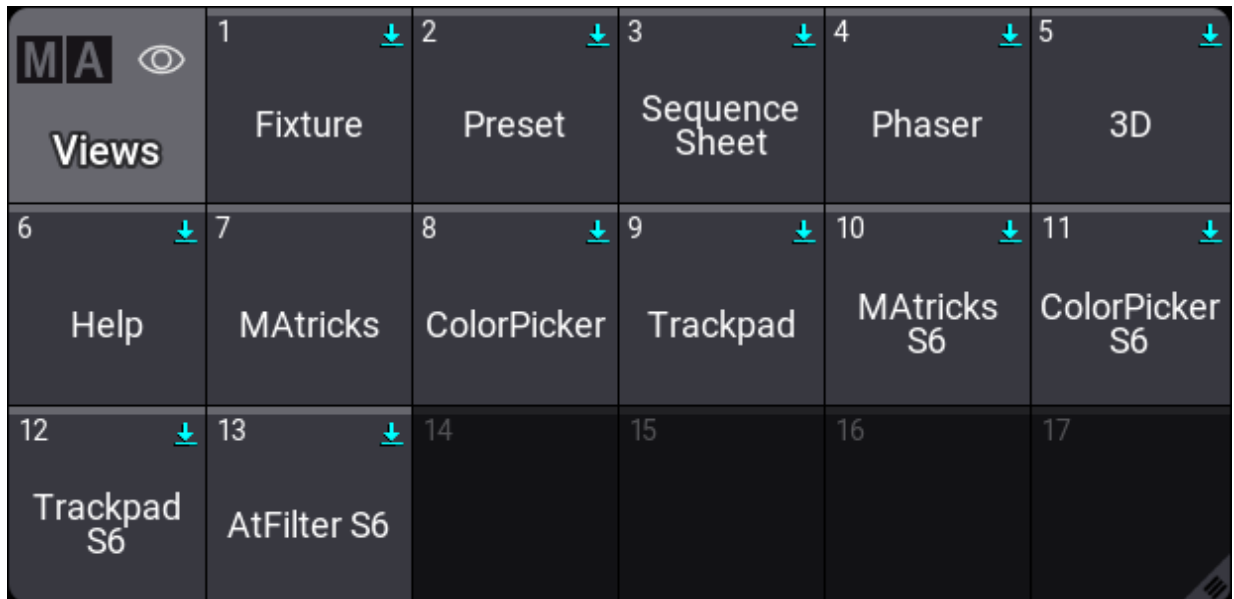 MA
Views
1
Fixture
2
Preset
3
Sequence
Sheet
4
Phaser
5
3D
6
Help
7
MAtricks
8
ColorPicker
9
Trackpad
10
MAtricks
S6
11
ColorPicker
S6
12
Trackpad
S6
13
AtFilter S6
14
15
16
17